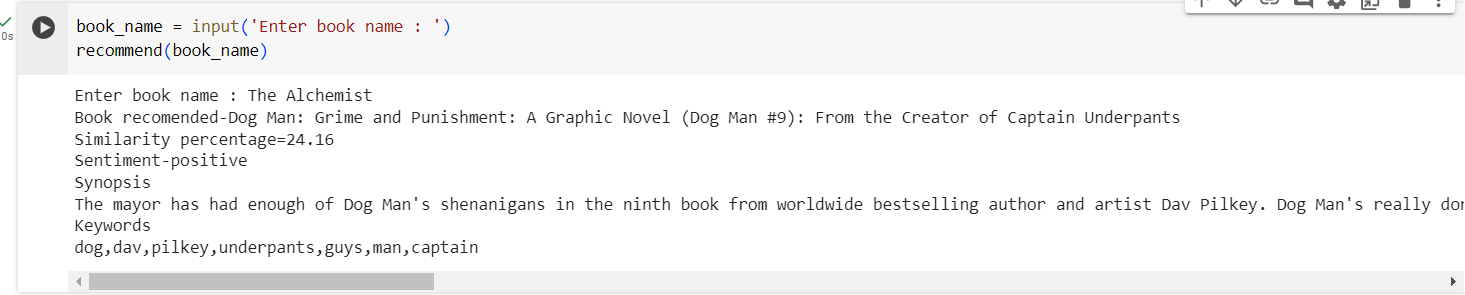 book_name = input('Enter book name : ')
0s
recommend(book_name)
Enter book name : The Alchemist
Book recomended-Dog Man: Grime and Punishment: A Graphic Novel (Dog Man #9): From the Creator of Captain Underpants
Similarity percentage=24.16
Sentiment-positive
Synopsis
The mayor has had enough of Dog Man's shenanigans in the ninth book from worldwide bestselling author and artist Dav Pilkey. Dog Man's really
Keywords
dog,dav,pilkey,underpants,guys,man,captain